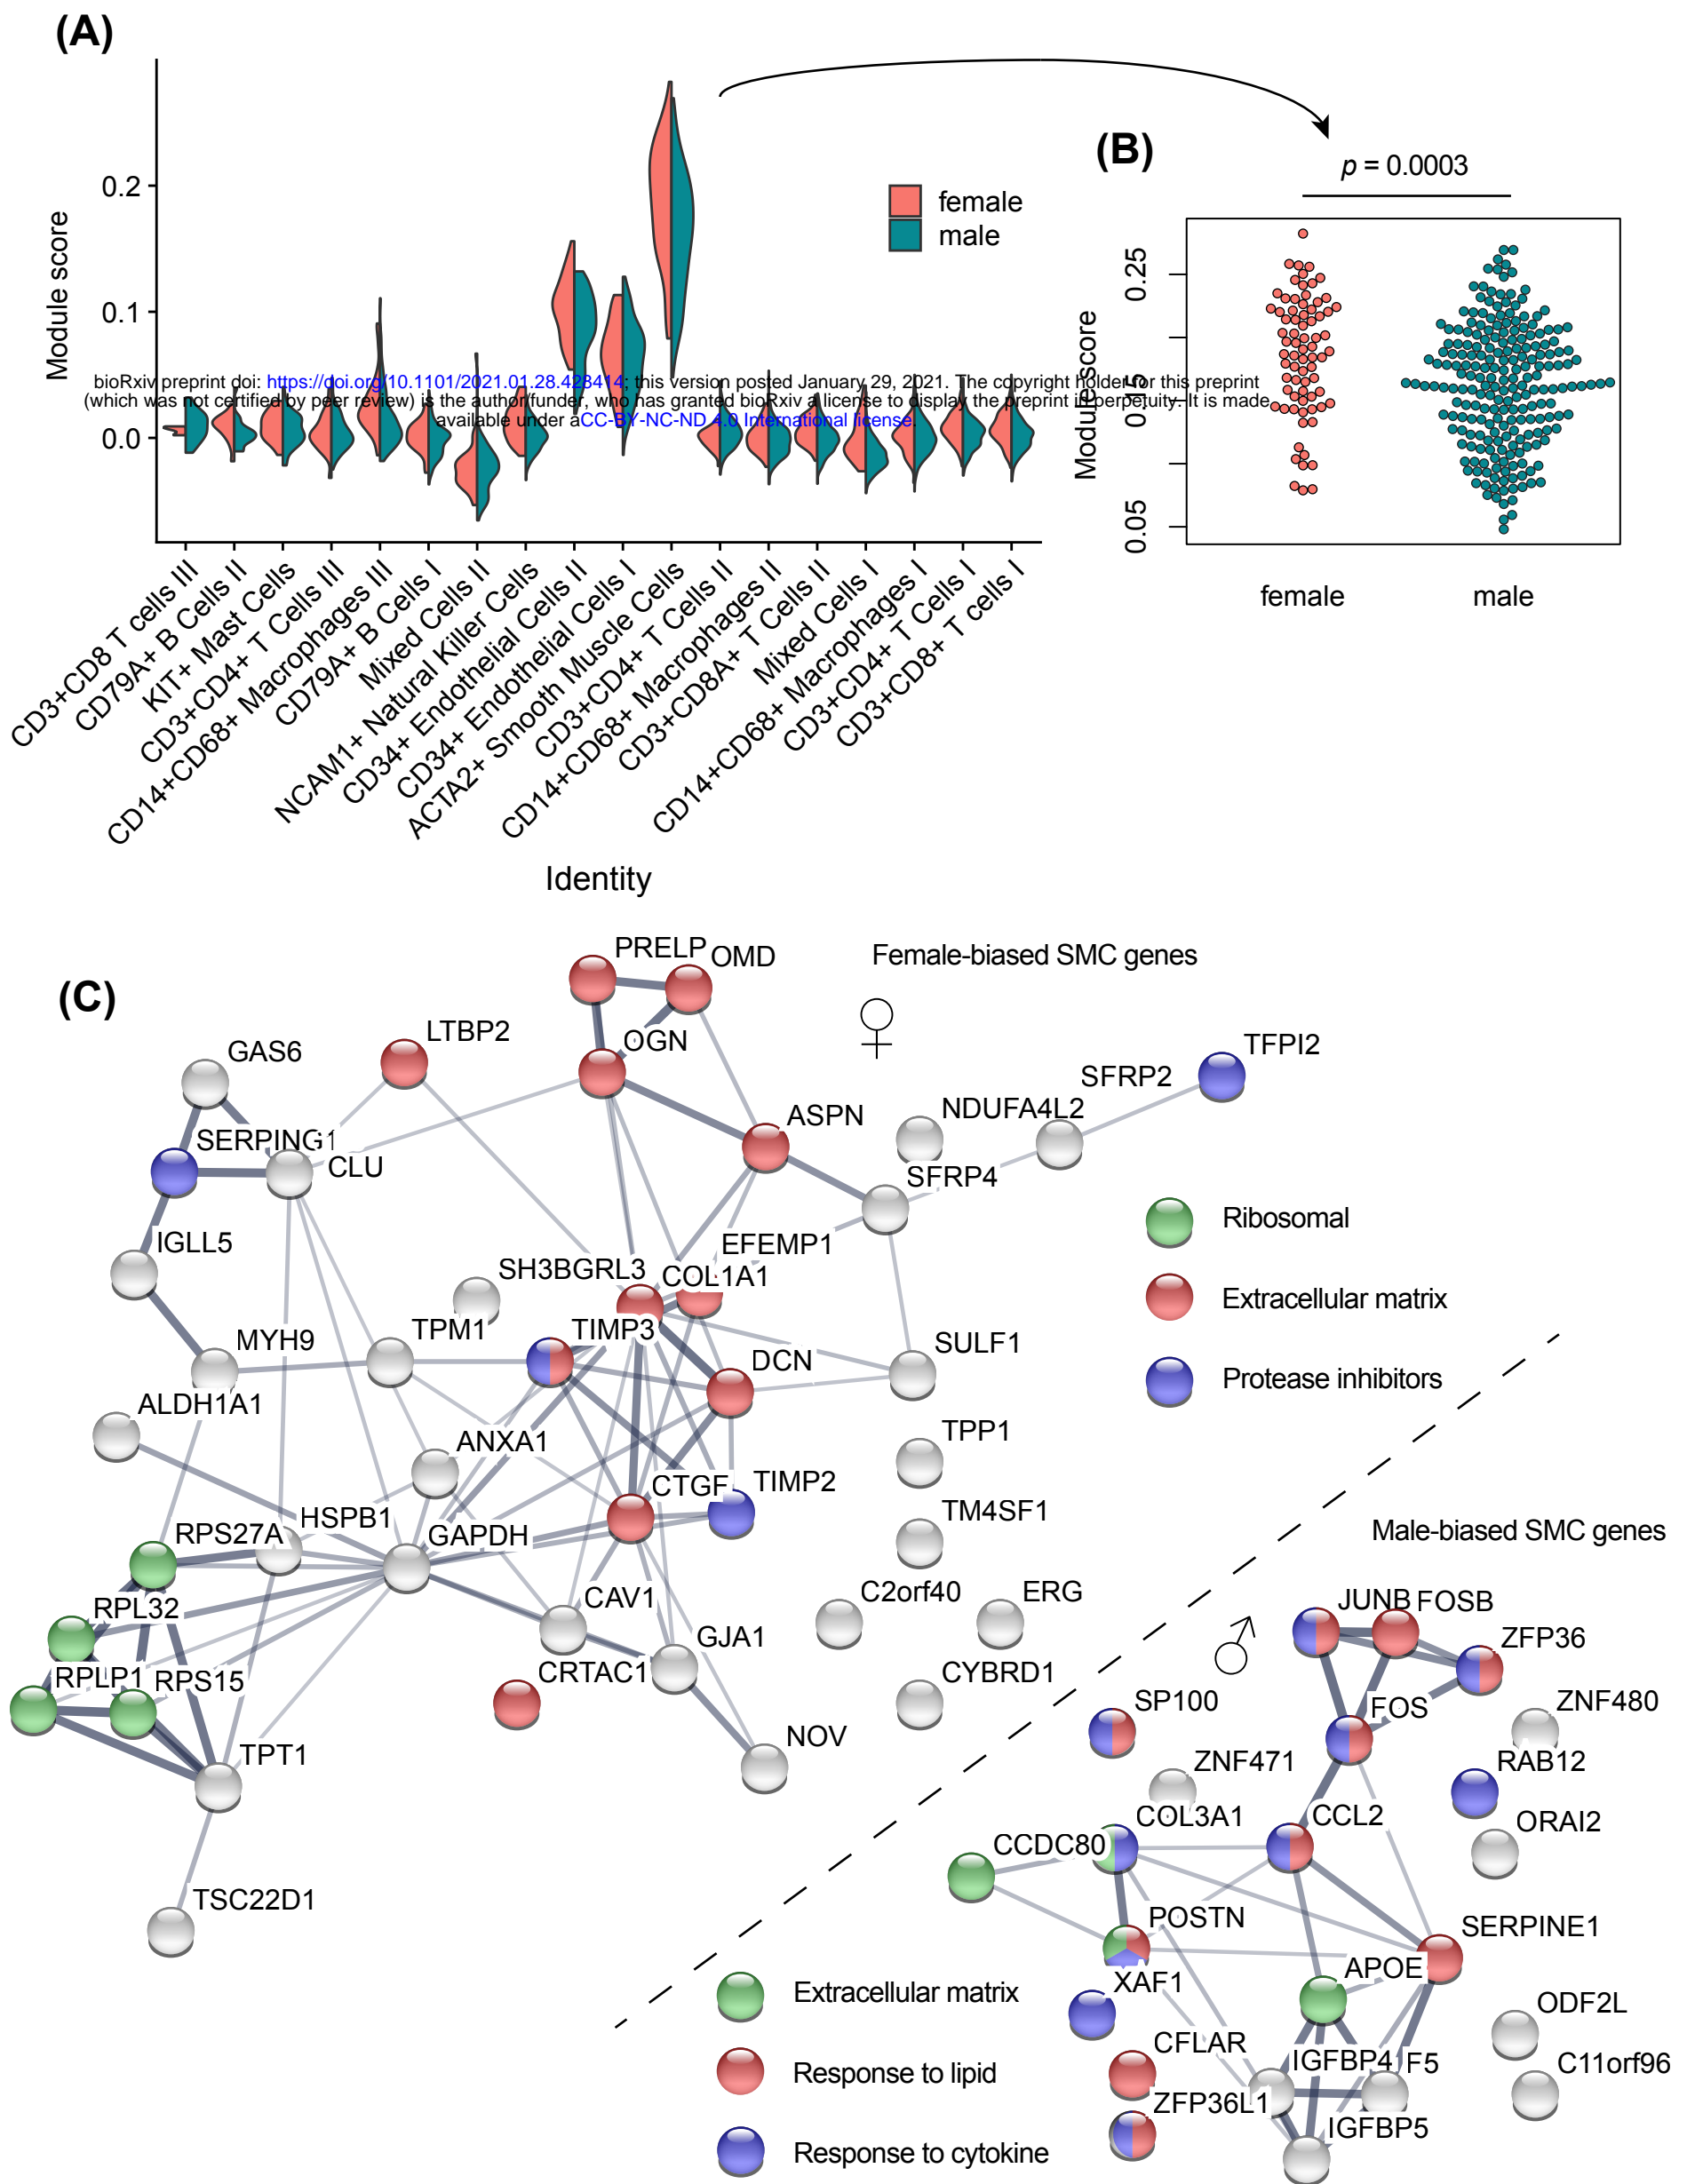 (A)
(B)
p = 0.0003
Module score
0.2
0.1
0.0
female
male
Module score
0.25
0.15
0.05
female
male
bioRxiv preprint doi: https://doi.org/10.1101/2021.01.28.428414; this version posted January 29, 2021. The copyright holder for this preprint
(which was not certified by peer review) is the author/funder, who has granted bioRxiv a license to display the preprint in perpetuity. It is made
available under aCC-BY-NC-ND 4.0 International license.
CD3+CD8 T cells III
CD79A+ B Cells II
KIT+ Mast Cells
CD3+CD4+ T Cells III
CD14+CD68+ Macrophages III
CD79A+ B Cells I
Mixed Cells II
NCAM1+ Natural Killer Cells
CD34+ Endothelial Cells II
CD34+ Endothelial Cells I
ACTA2+ Smooth Muscle Cells
CD3+CD4+ T Cells II
CD14+CD68+ Macrophages II
CD3+CD8A+ T Cells II
Mixed Cells I
CD14+CD68+ Macrophages I
CD3+CD4+ T Cells I
CD3+CD8+ T cells I
Identity
(C)
Female-biased SMC genes
♀
PRELP
OMD
LTBP2
OGN
GAS6
TFPI2
SFRP2
NDUFA4L2
ASPN
SERPING1
CLU
SFRP4
IGLL5
EFEMP1
SH3BGRL3
COL1A1
MYH9
TPM1
TIMP3
SULF1
DCN
ALDH1A1
TPP1
ANXA1
CTGF
TIMP2
TM4SF1
HSPB1
RPS27A
GAPDH
C2orf40
ERG
CAV1
RPL32
GJA1
CRTAC1
CYBRD1
RPLP1
RPS15
NOV
TPT1
TSC22D1
Ribosomal
Extracellular matrix
Protease inhibitors
Male-biased SMC genes
♂
JUNB
FOSB
ZFP36
SP100
FOS
ZNF480
ZNF471
RAB12
COL3A1
CCL2
ORAI2
CCDC80
POSTN
SERPINE1
APOE
XAF1
ODF2L
CFLAR
IGFBP4
F5
C11orf96
ZFP36L1
IGFBP5
Extracellular matrix
Response to lipid
Response to cytokine